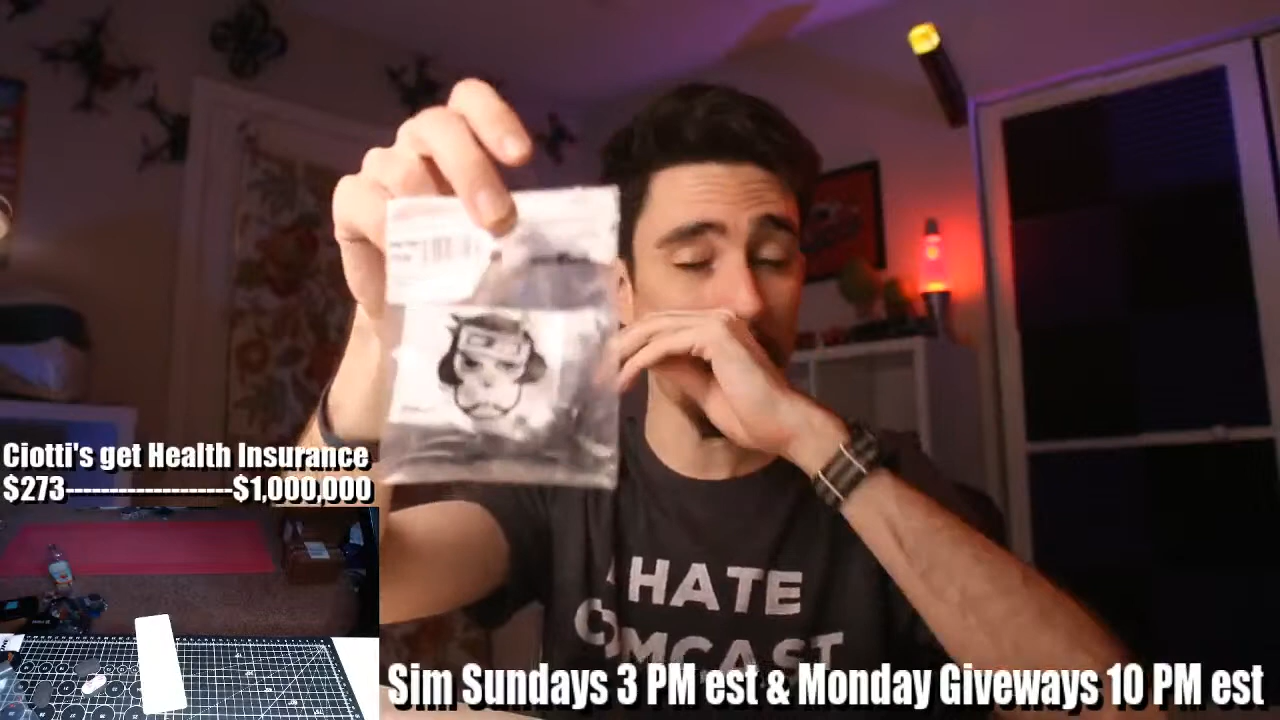 Ciotti's get Health Insurance
$273-------------------$1,000,000
I HATE
COMCAST
Sim Sundays 3 PM est & Monday Giveways 10 PM est